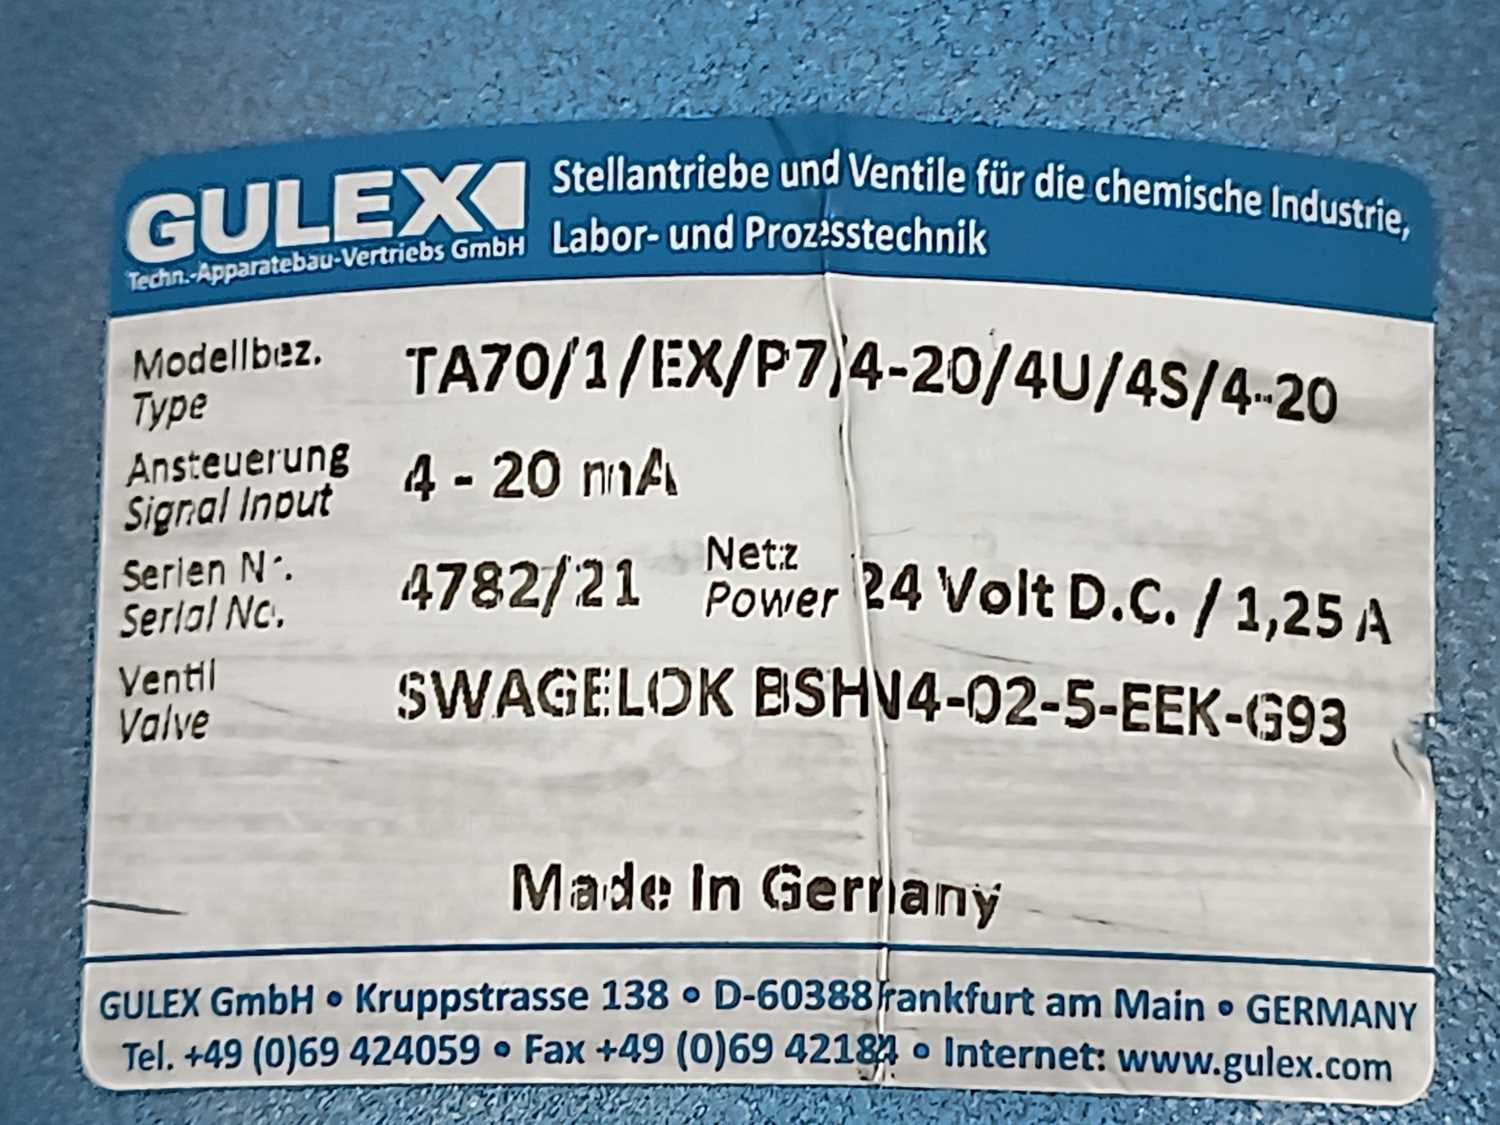 GULEX
Techn.-Apparatebau-Vertriebs GmbH
Stellantriebe und Ventile für die chemische Industrie,
Labor- und Prozesstechnik
Modellbez. TA70/1/EX/P7/4-20/4U/4S/4-20
Type
Ansteuerung 4 - 20 mA
Signal Input
Serien Nr. 4782/21 Netz 24 Volt D.C. / 1,25 A
Serial No. Power
Ventil SWAGELOK BSHV4-02-5-EEK-G93
Valve
Made in Germany
GULEX GmbH • Kruppstrasse 138 • D-60388 Frankfurt am Main • GERMANY
Tel. +49 (0)69 424059 • Fax +49 (0)69 42184 • Internet: www.gulex.com